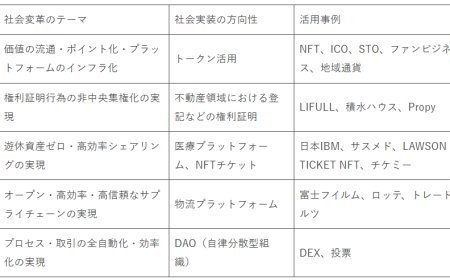 社会変革のテーマ
社会実装の方向性
活用事例
価値の流通・ポイント化・プラッ
トフォームのインフラ化
トークン活用
NFT、ICO、STO、ファンビジネ
ス、地域通貨
権利証明行為の非中央集権化の実
現
不動産領域における登
記などの権利証明
LIFULL、積水ハウス、Propy
遊休資産ゼロ・高効率シェアリン
グの実現
医療プラットフォー
ム、NFTチケット
日本IBM、サスメド、LAWSON
TICKET NFT、チケミー
オープン・高効率・高信頼なサプ
ライチェーンの実現
物流プラットフォーム
富士フイルム、ロッテ、トレード
ルツ
プロセス・取引の全自動化・効率
化の実現
DAO（自律分散型組
織）
DEX、投票